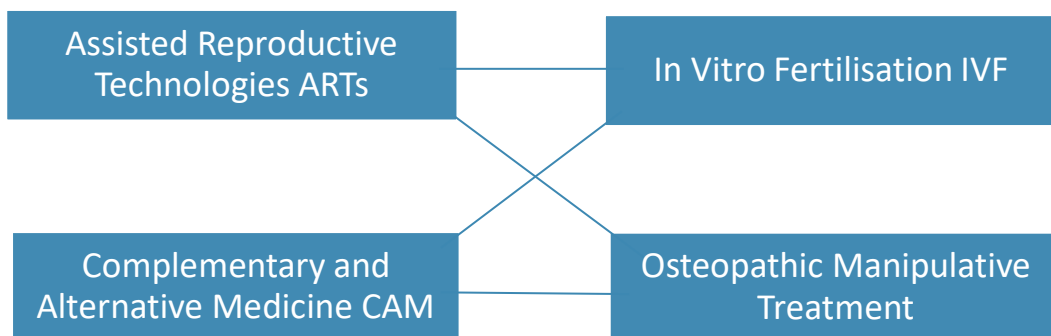 Assisted Reproductive
Technologies ARTs
In Vitro Fertilisation IVF
Complementary and
Alternative Medicine CAM
Osteopathic Manipulative
Treatment